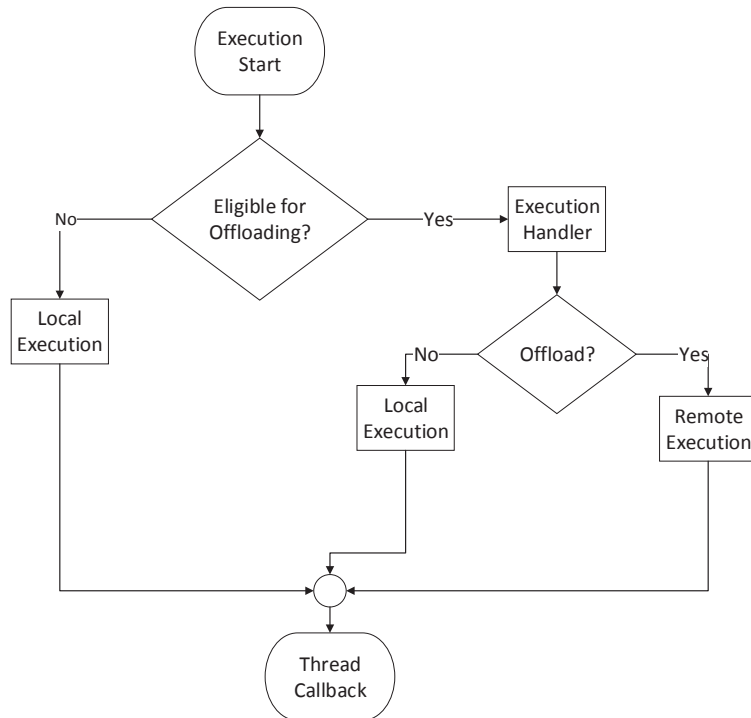 Execution
Start
Eligible for
Offloading?
No
Yes
Execution
Handler
Local
Execution
Offload?
No
Yes
Local
Execution
Remote
Execution
Thread
Callback